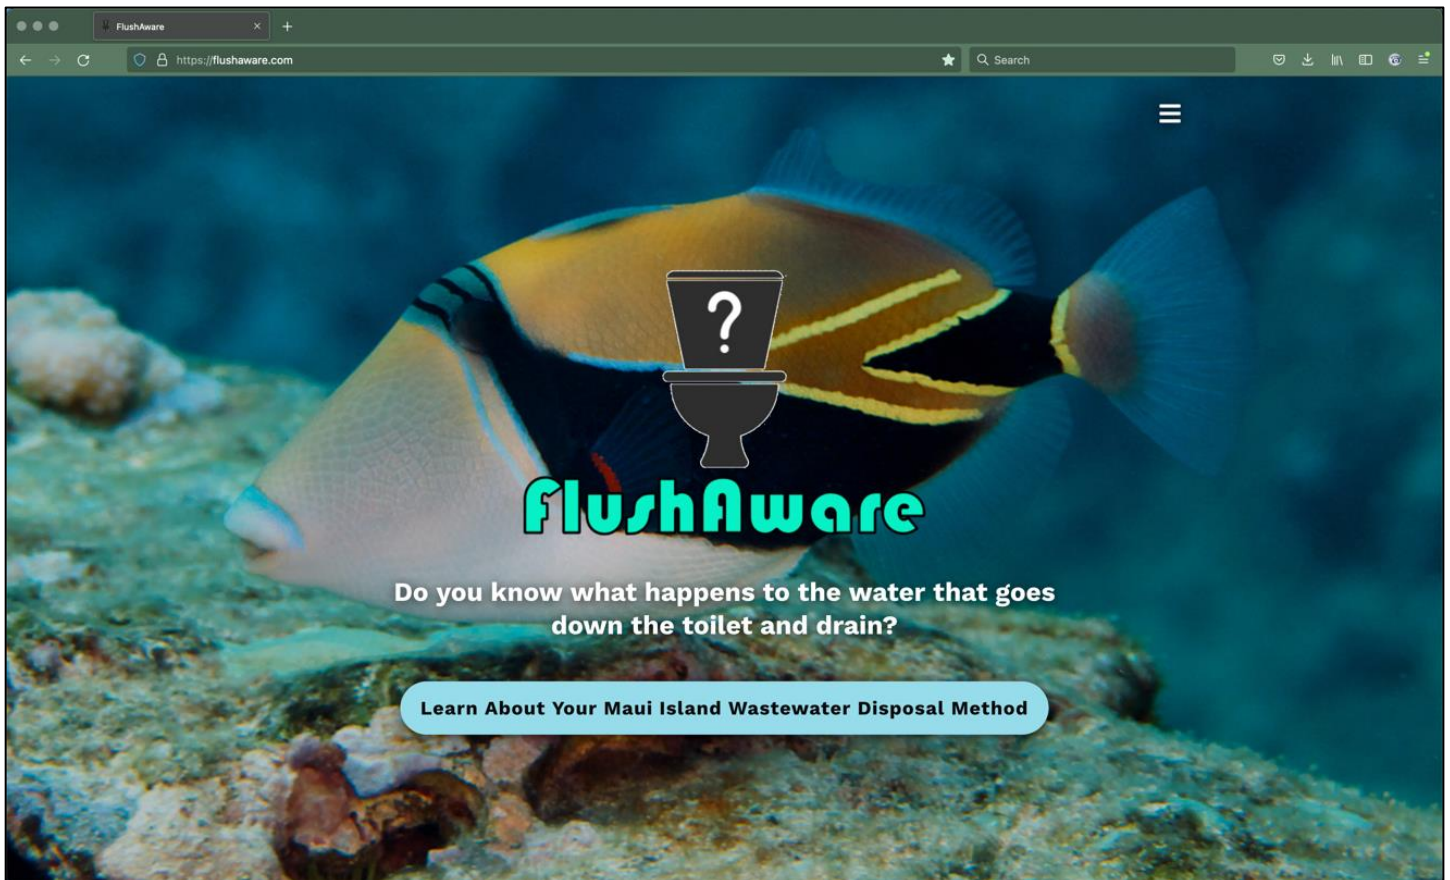 FlushAware
https://flushaware.com
Search
?
FlushAware
Do you know what happens to the water that goes
down the toilet and drain?
Learn About Your Maui Island Wastewater Disposal Method